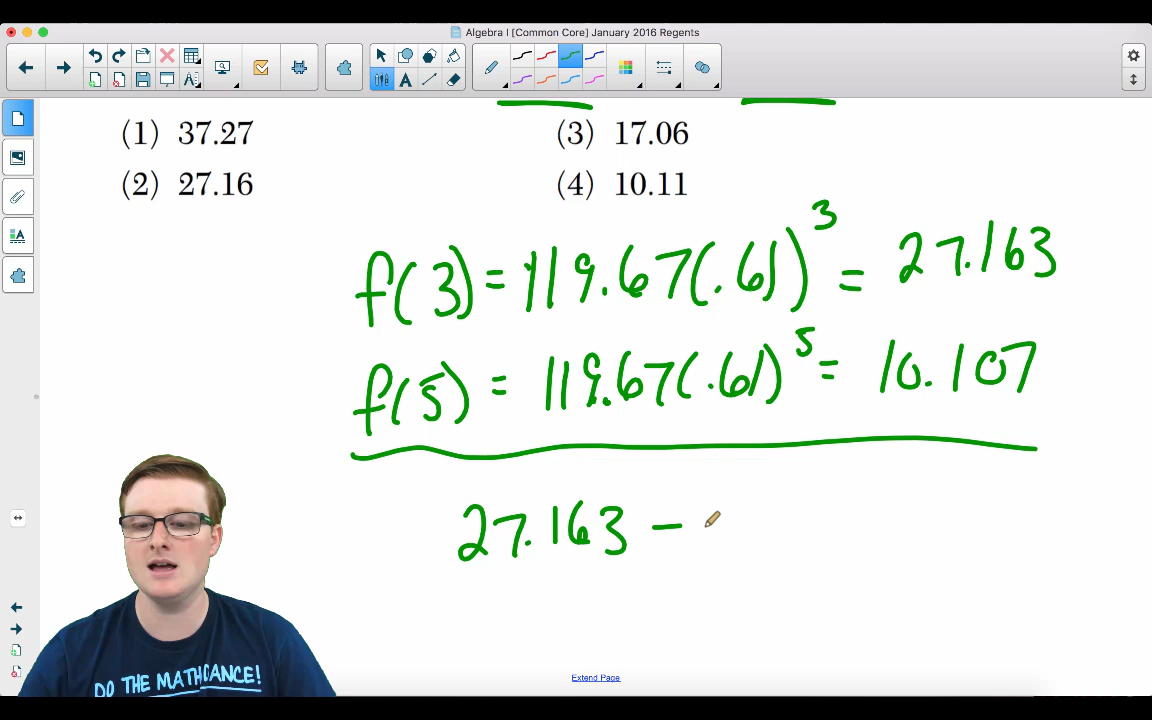 Algebra I [Common Core] January 2016 Regents
(1) 37.27
(3) 17.06
(2) 27.16
(4) 10.11
f(3) = 119.67(.61)³ = 27.163
f(5) = 119.67(.61)⁵ = 10.107
27.163 −
DO THE MATH DANCE!
Extend Page